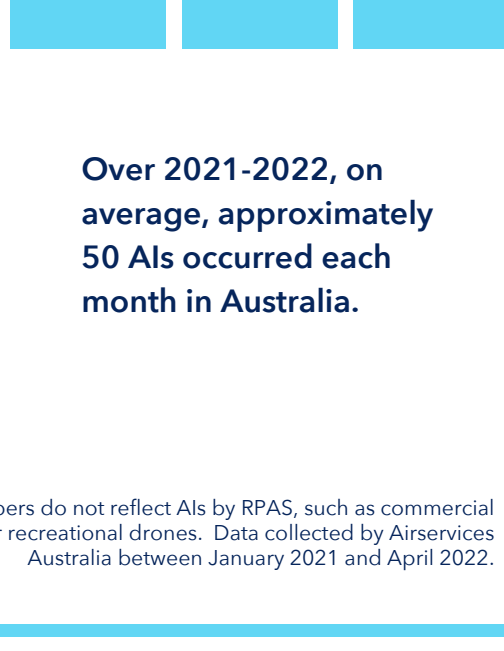 Over 2021-2022, on
average, approximately
50 AIs occurred each
month in Australia.
do not reflect AIs by RPAS, such as commercial
recreational drones. Data collected by Airservices
Australia between January 2021 and April 2022.